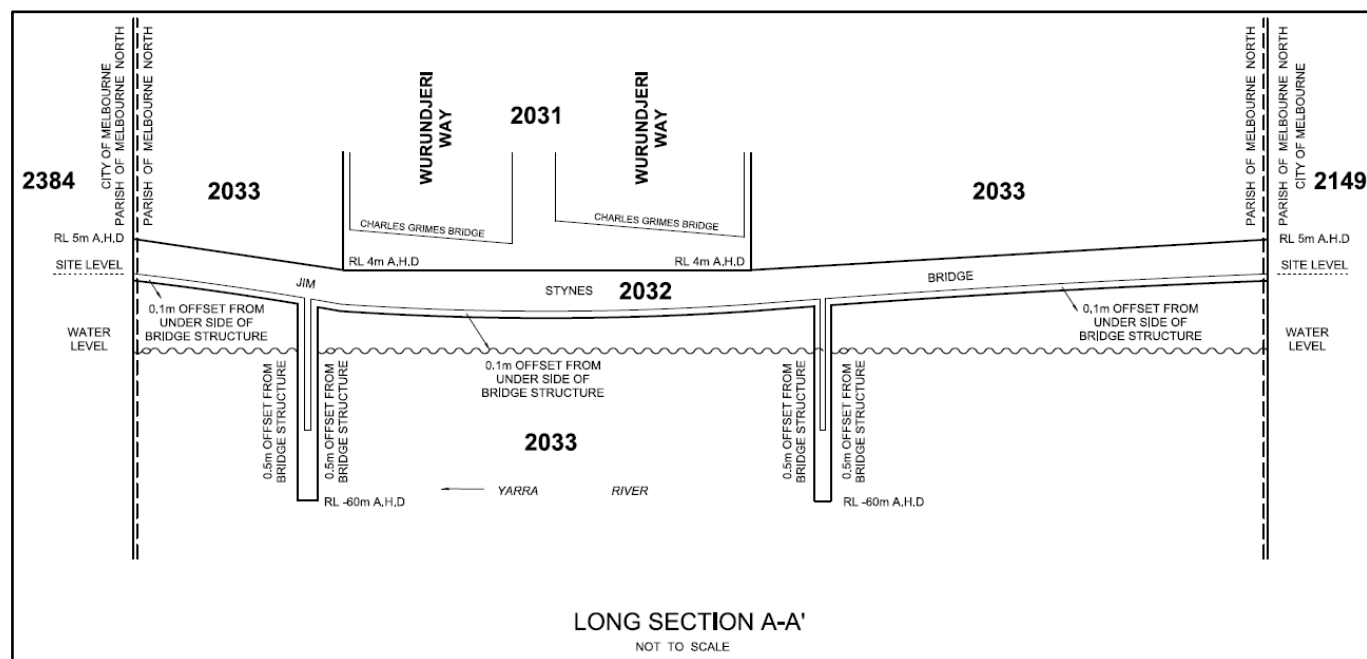 CITY OF MELBOURNE
PARISH OF MELBOURNE NORTH
PARISH OF MELBOURNE NORTH
WURUNDJERI
WAY
2031
WURUNDJERI
WAY
PARISH OF MELBOURNE NORTH
PARISH OF MELBOURNE NORTH
CITY OF MELBOURNE
2384
2033
2033
2149
CHARLES GRIMES BRIDGE
CHARLES GRIMES BRIDGE
RL 5m A.H.D
RL 5m A.H.D
RL 4m A.H.D
RL 4m A.H.D
SITE LEVEL
SITE LEVEL
JIM
STYNES
2032
BRIDGE
0.1m OFFSET FROM
UNDER SIDE OF
BRIDGE STRUCTURE
0.1m OFFSET FROM
UNDER SIDE OF
BRIDGE STRUCTURE
WATER
LEVEL
WATER
LEVEL
0.1m OFFSET FROM
UNDER SIDE OF
BRIDGE STRUCTURE
0.5m OFFSET FROM
BRIDGE STRUCTURE
0.5m OFFSET FROM
BRIDGE STRUCTURE
0.5m OFFSET FROM
BRIDGE STRUCTURE
0.5m OFFSET FROM
BRIDGE STRUCTURE
2033
YARRA RIVER
RL -60m A.H.D
RL -60m A.H.D
LONG SECTION A-A'
NOT TO SCALE